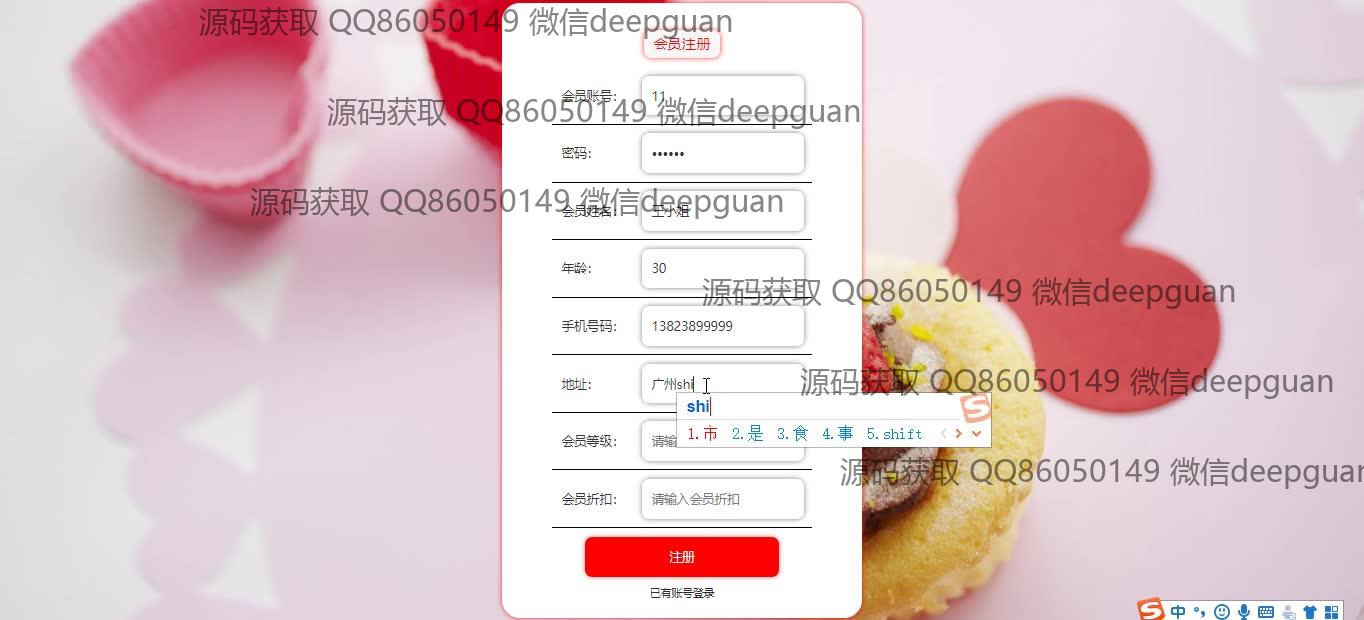 源码获取 QQ86050149 微信deepguan
会员注册
会员账号: 11
源码获取 QQ86050149 微信deepguan
密码: ••••••
源码获取 QQ86050149 微信deepguan
会员姓名: 王小姐
年龄: 30
源码获取 QQ86050149 微信deepguan
手机号码: 13823899999
地址: 广州shi
源码获取 QQ86050149 微信deepguan
shi
1.市 2.是 3.食 4.事 5.shift
会员等级: 请输
源码获取 QQ86050149 微信deepguan
会员折扣: 请输入会员折扣
注册
已有账号登录
中